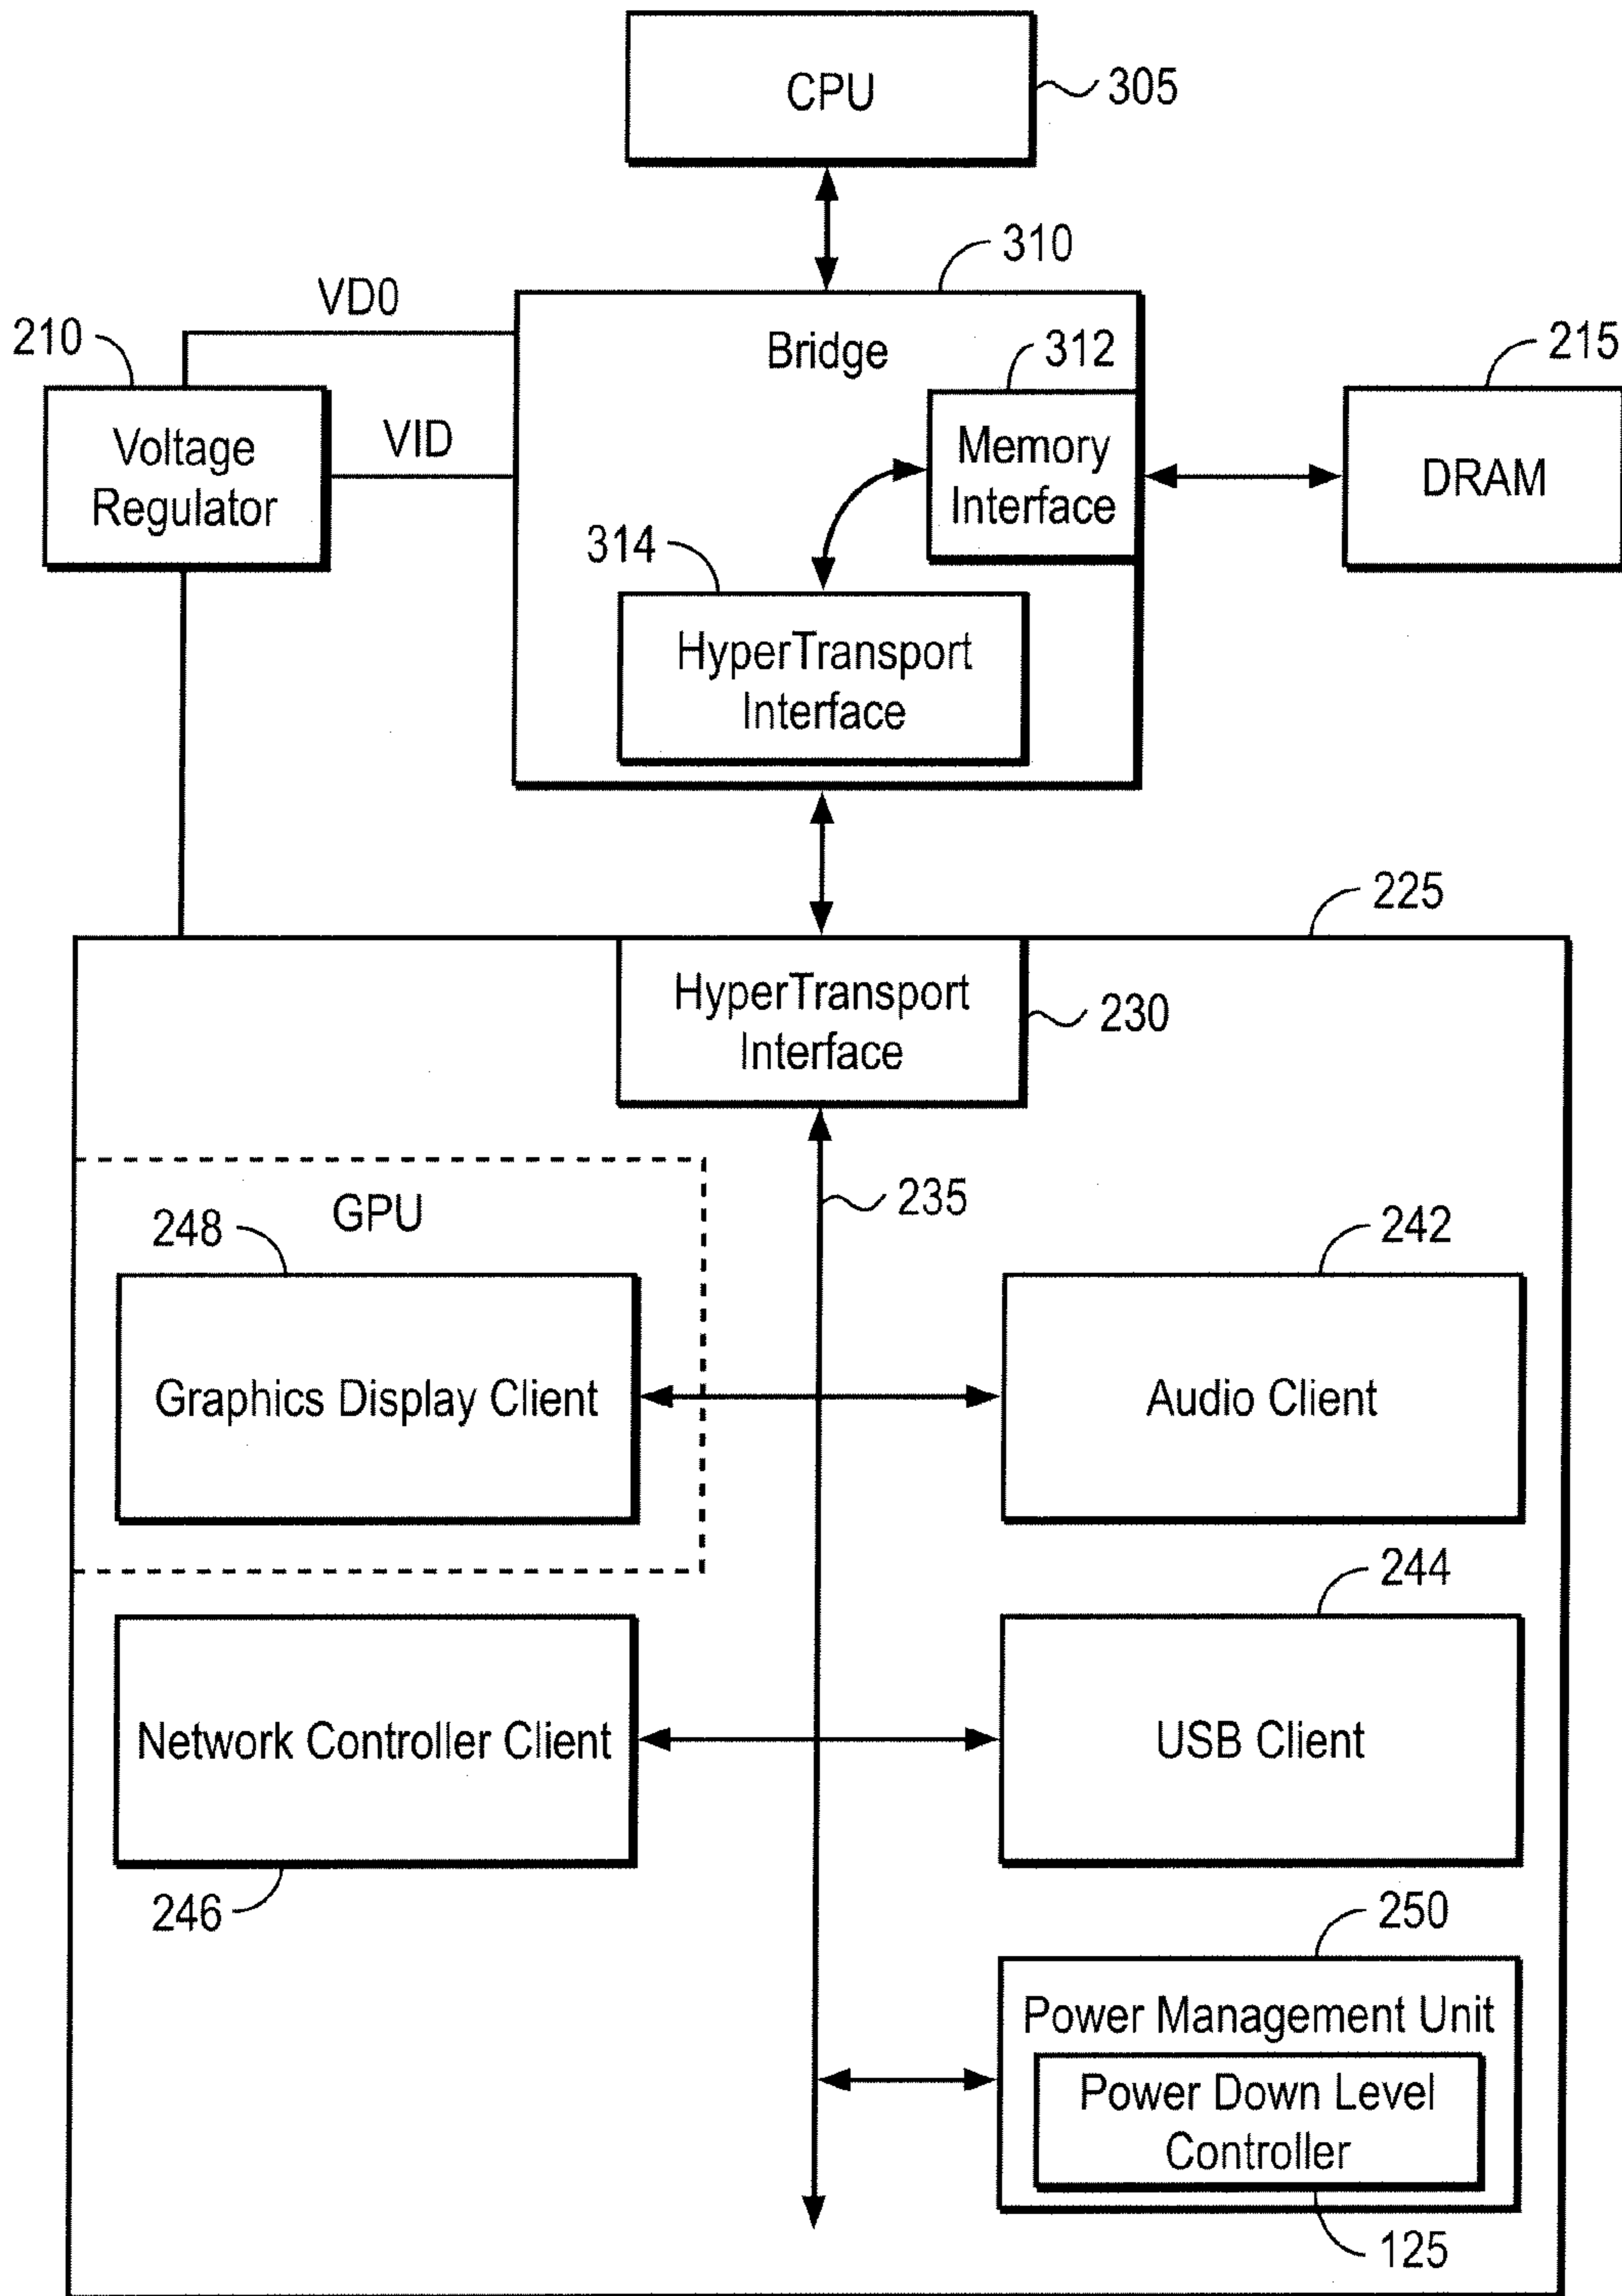 CPU
305
310
VD0
210
Bridge
312
215
Voltage
Regulator
VID
Memory
Interface
DRAM
314
HyperTransport
Interface
225
HyperTransport
Interface
230
235
GPU
248
242
Graphics Display Client
Audio Client
244
Network Controller Client
USB Client
246
250
Power Management Unit
Power Down Level
Controller
125